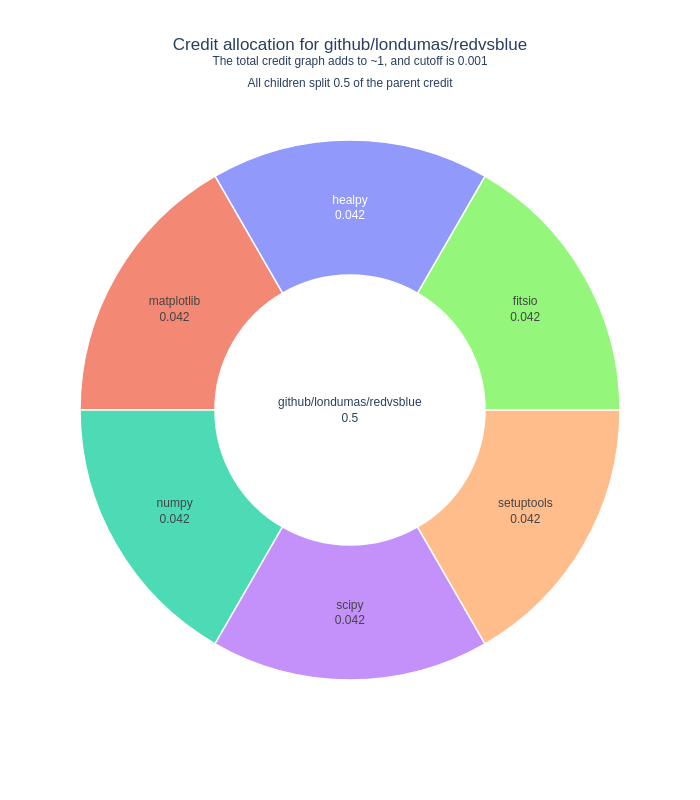 Credit allocation for github/londumas/redvsblue
The total credit graph adds to ~1, and cutoff is 0.001
All children split 0.5 of the parent credit
healpy
0.042
matplotlib
0.042
fitsio
0.042
github/londumas/redvsblue
0.5
numpy
0.042
setuptools
0.042
scipy
0.042